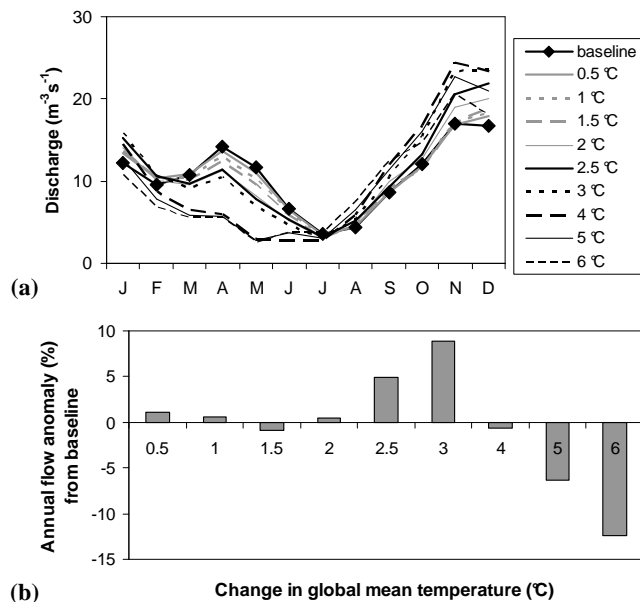 30
20
10
0
Discharge (m⁻³ s⁻¹)
J F M A M J J A S O N D
baseline
0.5 °C
1 °C
1.5 °C
2 °C
2.5 °C
3 °C
4 °C
5 °C
6 °C
(a)
10
5
0
-5
-10
-15
Annual flow anomaly (%)
from baseline
0.5 1 1.5 2 2.5 3 4 5 6
(b)
Change in global mean temperature (°C)